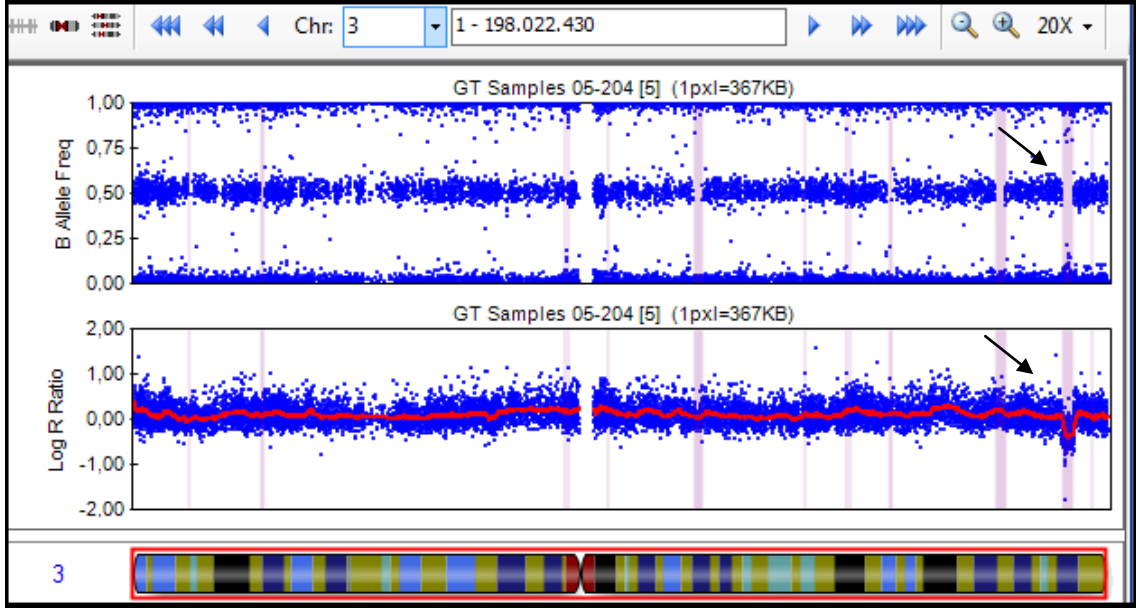 Chr: 3 1 - 198.022.430 20X
GT Samples 05-204 [5] (1pxl=367KB)
B Allele Freq
1,00
0,75
0,50
0,25
0,00
GT Samples 05-204 [5] (1pxl=367KB)
Log R Ratio
2,00
1,00
0,00
-1,00
-2,00
3